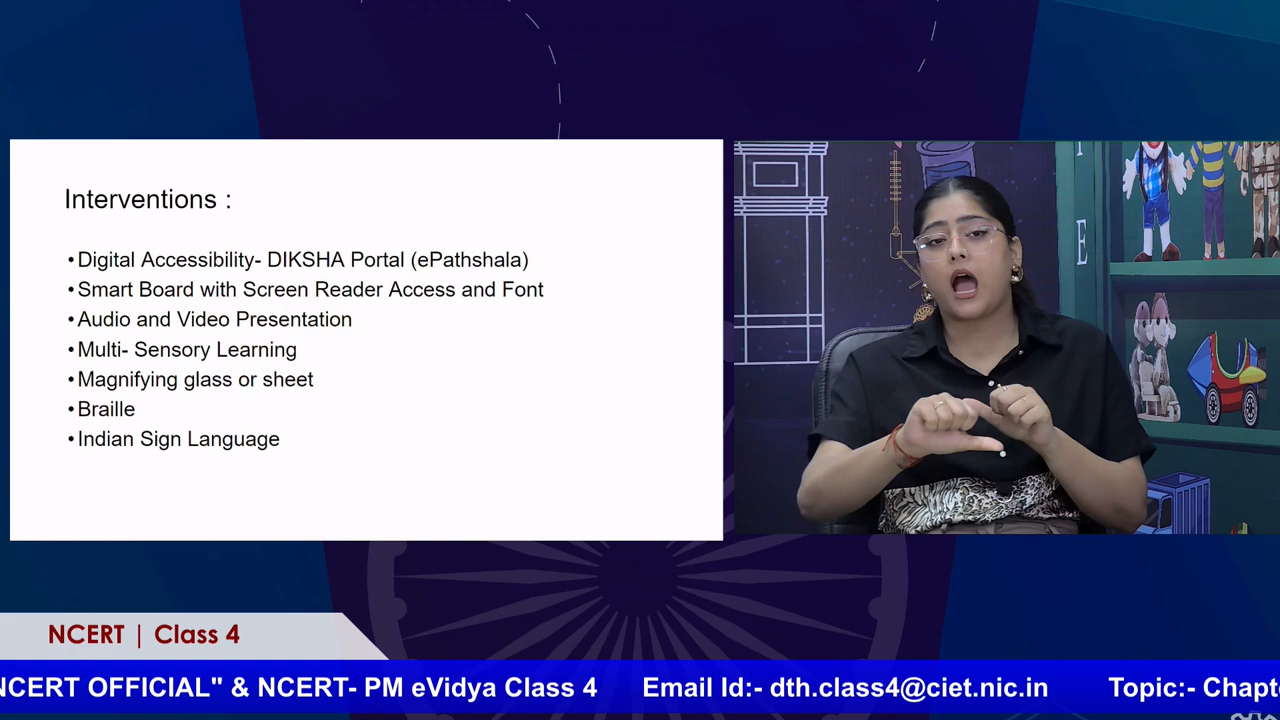 Interventions :
•Digital Accessibility- DIKSHA Portal (ePathshala)
•Smart Board with Screen Reader Access and Font
•Audio and Video Presentation
•Multi- Sensory Learning
•Magnifying glass or sheet
•Braille
•Indian Sign Language
E
NCERT | Class 4
NCERT OFFICIAL" & NCERT- PM eVidya Class 4 Email Id:- dth.class4@ciet.nic.in Topic:-